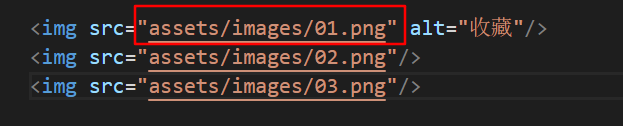 <img src="assets/images/01.png" alt="收藏"/>
<img src="assets/images/02.png"/>
<img src="assets/images/03.png"/>